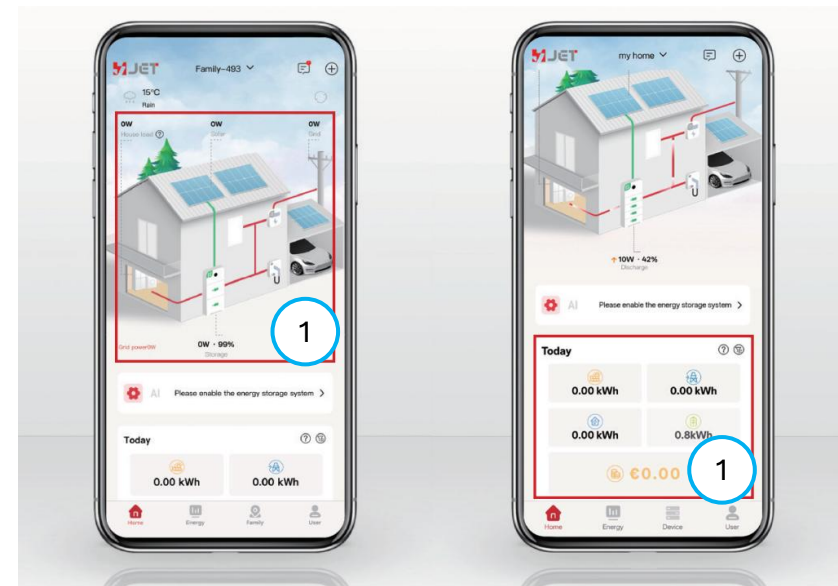 JET
Family-493
15°C
Rain
0W
House load ?
0W
Solar
0W
Grid
Grid power0W
0W · 99%
Storage
1
AI Please enable the energy storage system >
Today
?
0.00 kWh
0.00 kWh
Home
Energy
Family
User
JET
my home
10W · 42%
Discharge
AI Please enable the energy storage system >
Today
?
0.00 kWh
0.00 kWh
0.00 kWh
0.8kWh
€0.00
1
Home
Energy
Device
User